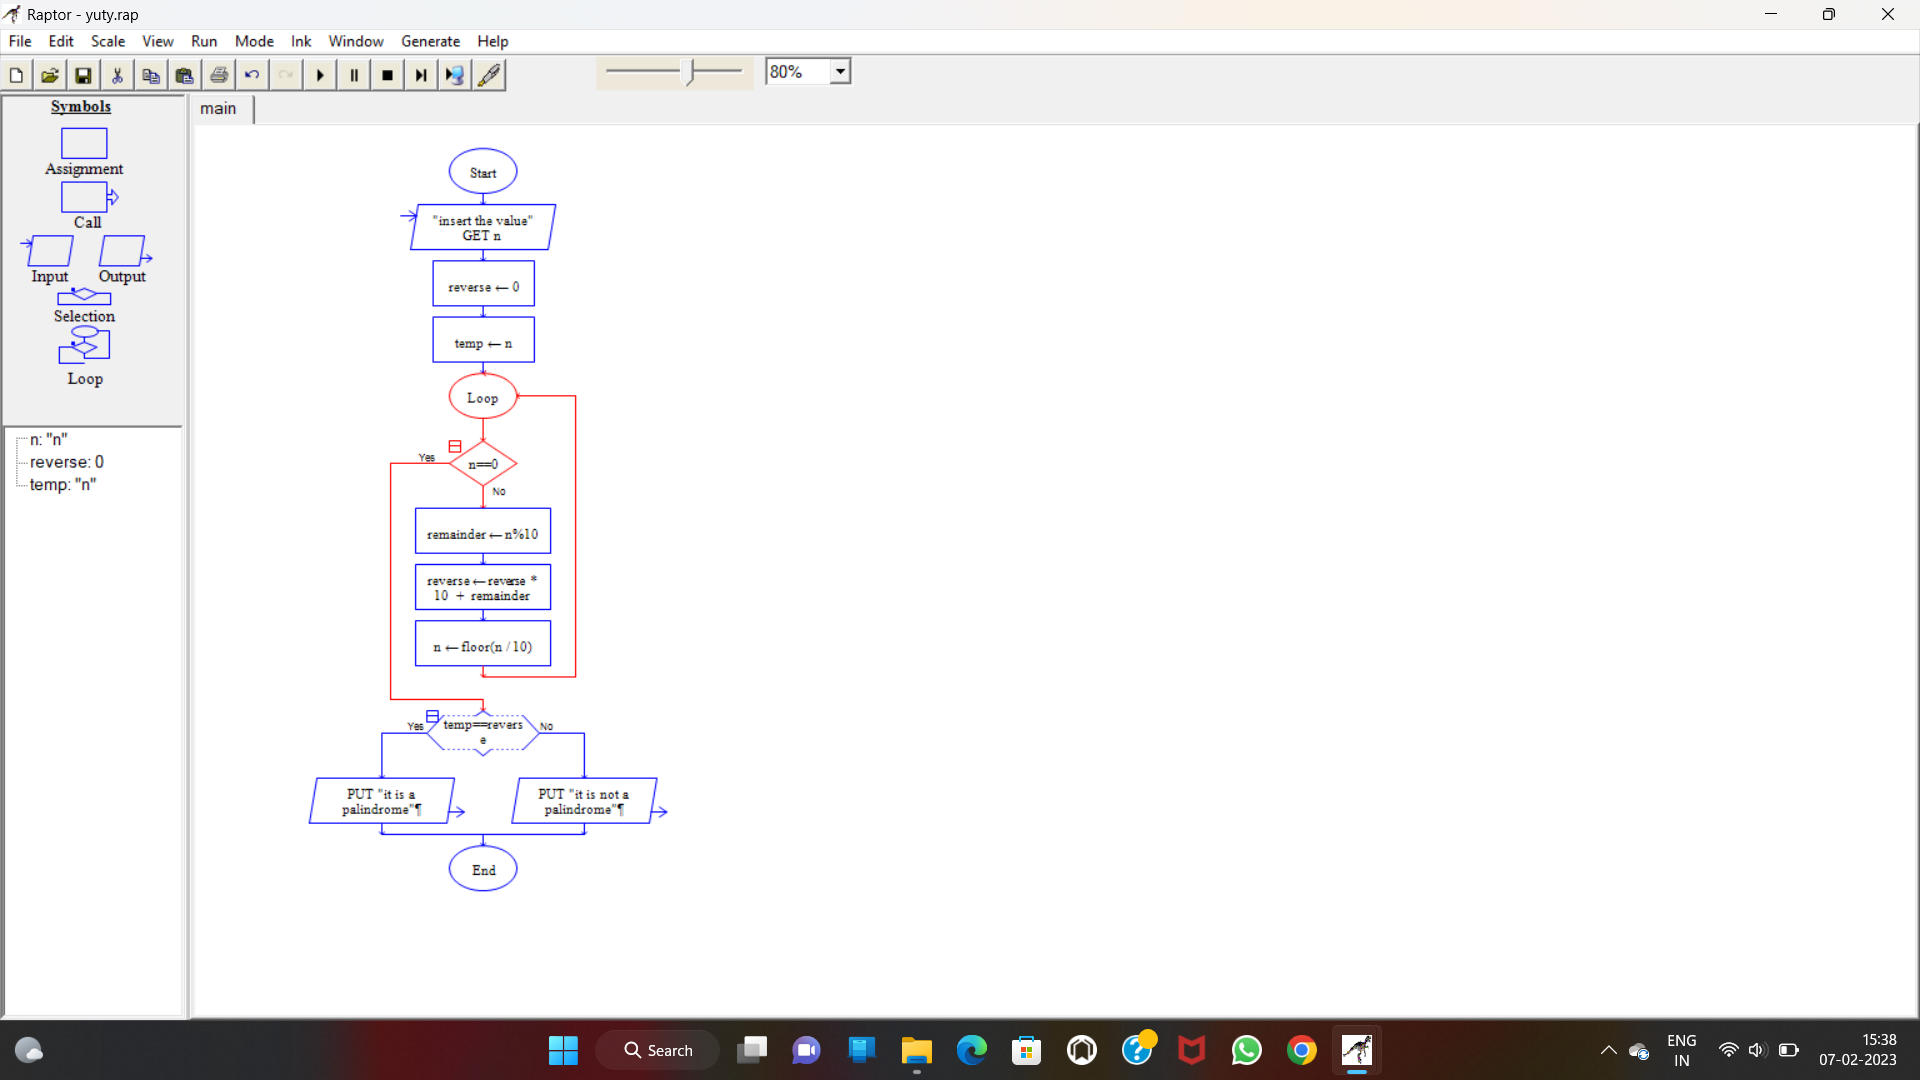 Raptor - yuty.rap
File Edit Scale View Run Mode Ink Window Generate Help
80%
Symbols
Assignment
Call
Input Output
Selection
Loop
n: "n"
reverse: 0
temp: "n"
main
Start
"insert the value"
GET n
reverse ← 0
temp ← n
Loop
Yes
n==0
No
remainder ← n%10
reverse ← reverse *
10 + remainder
n ← floor(n / 10)
Yes
temp==revers
e
No
PUT "it is a
palindrome"¶
PUT "it is not a
palindrome"¶
End
Search
ENG
IN
15:38
07-02-2023